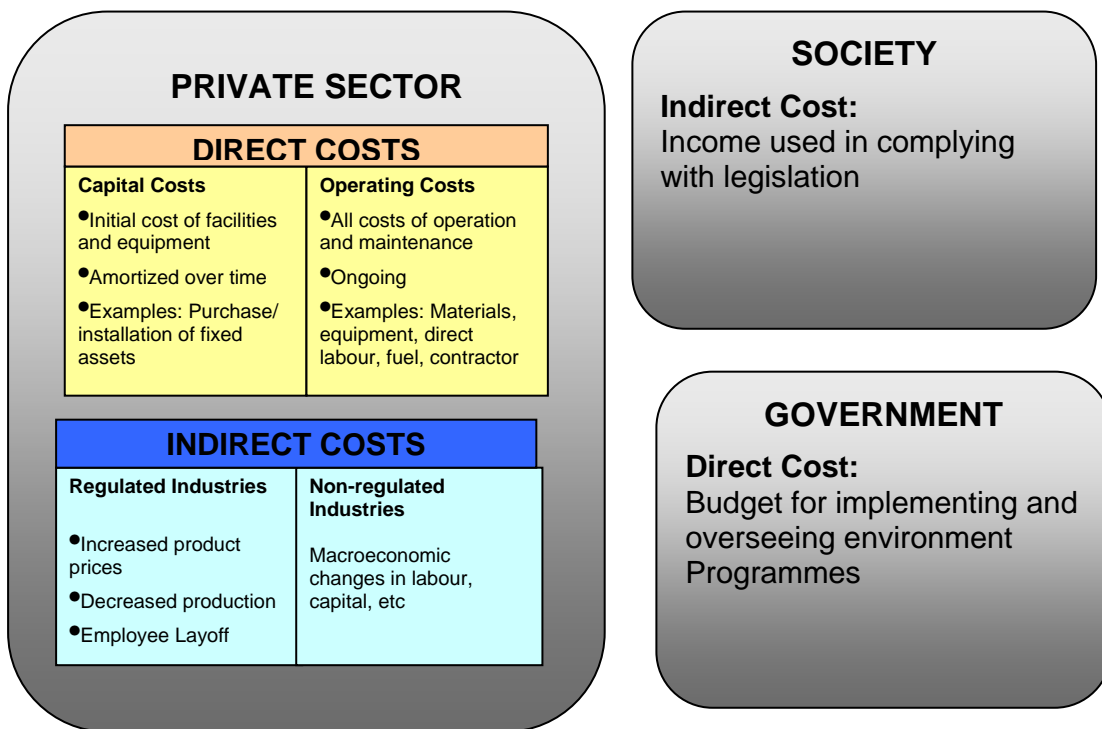 PRIVATE SECTOR
DIRECT COSTS
Capital Costs
•Initial cost of facilities
and equipment
•Amortized over time
•Examples: Purchase/
installation of fixed
assets
Operating Costs
•All costs of operation
and maintenance
•Ongoing
•Examples: Materials,
equipment, direct
labour, fuel, contractor
INDIRECT COSTS
Regulated Industries
•Increased product
prices
•Decreased production
•Employee Layoff
Non-regulated
Industries
Macroeconomic
changes in labour,
capital, etc
SOCIETY
Indirect Cost:
Income used in complying
with legislation
GOVERNMENT
Direct Cost:
Budget for implementing and
overseeing environment
Programmes